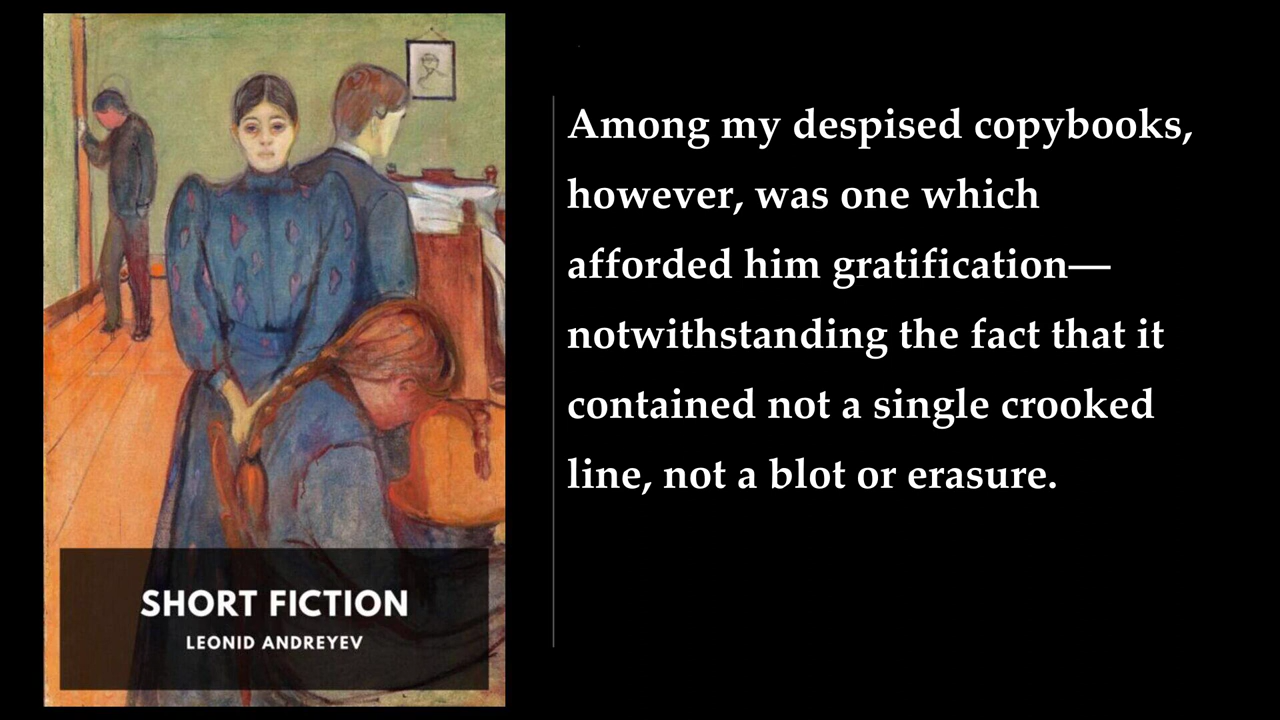 SHORT FICTION
LEONID ANDREYEV
Among my despised copybooks,
however, was one which
afforded him gratification—
notwithstanding the fact that it
contained not a single crooked
line, not a blot or erasure.